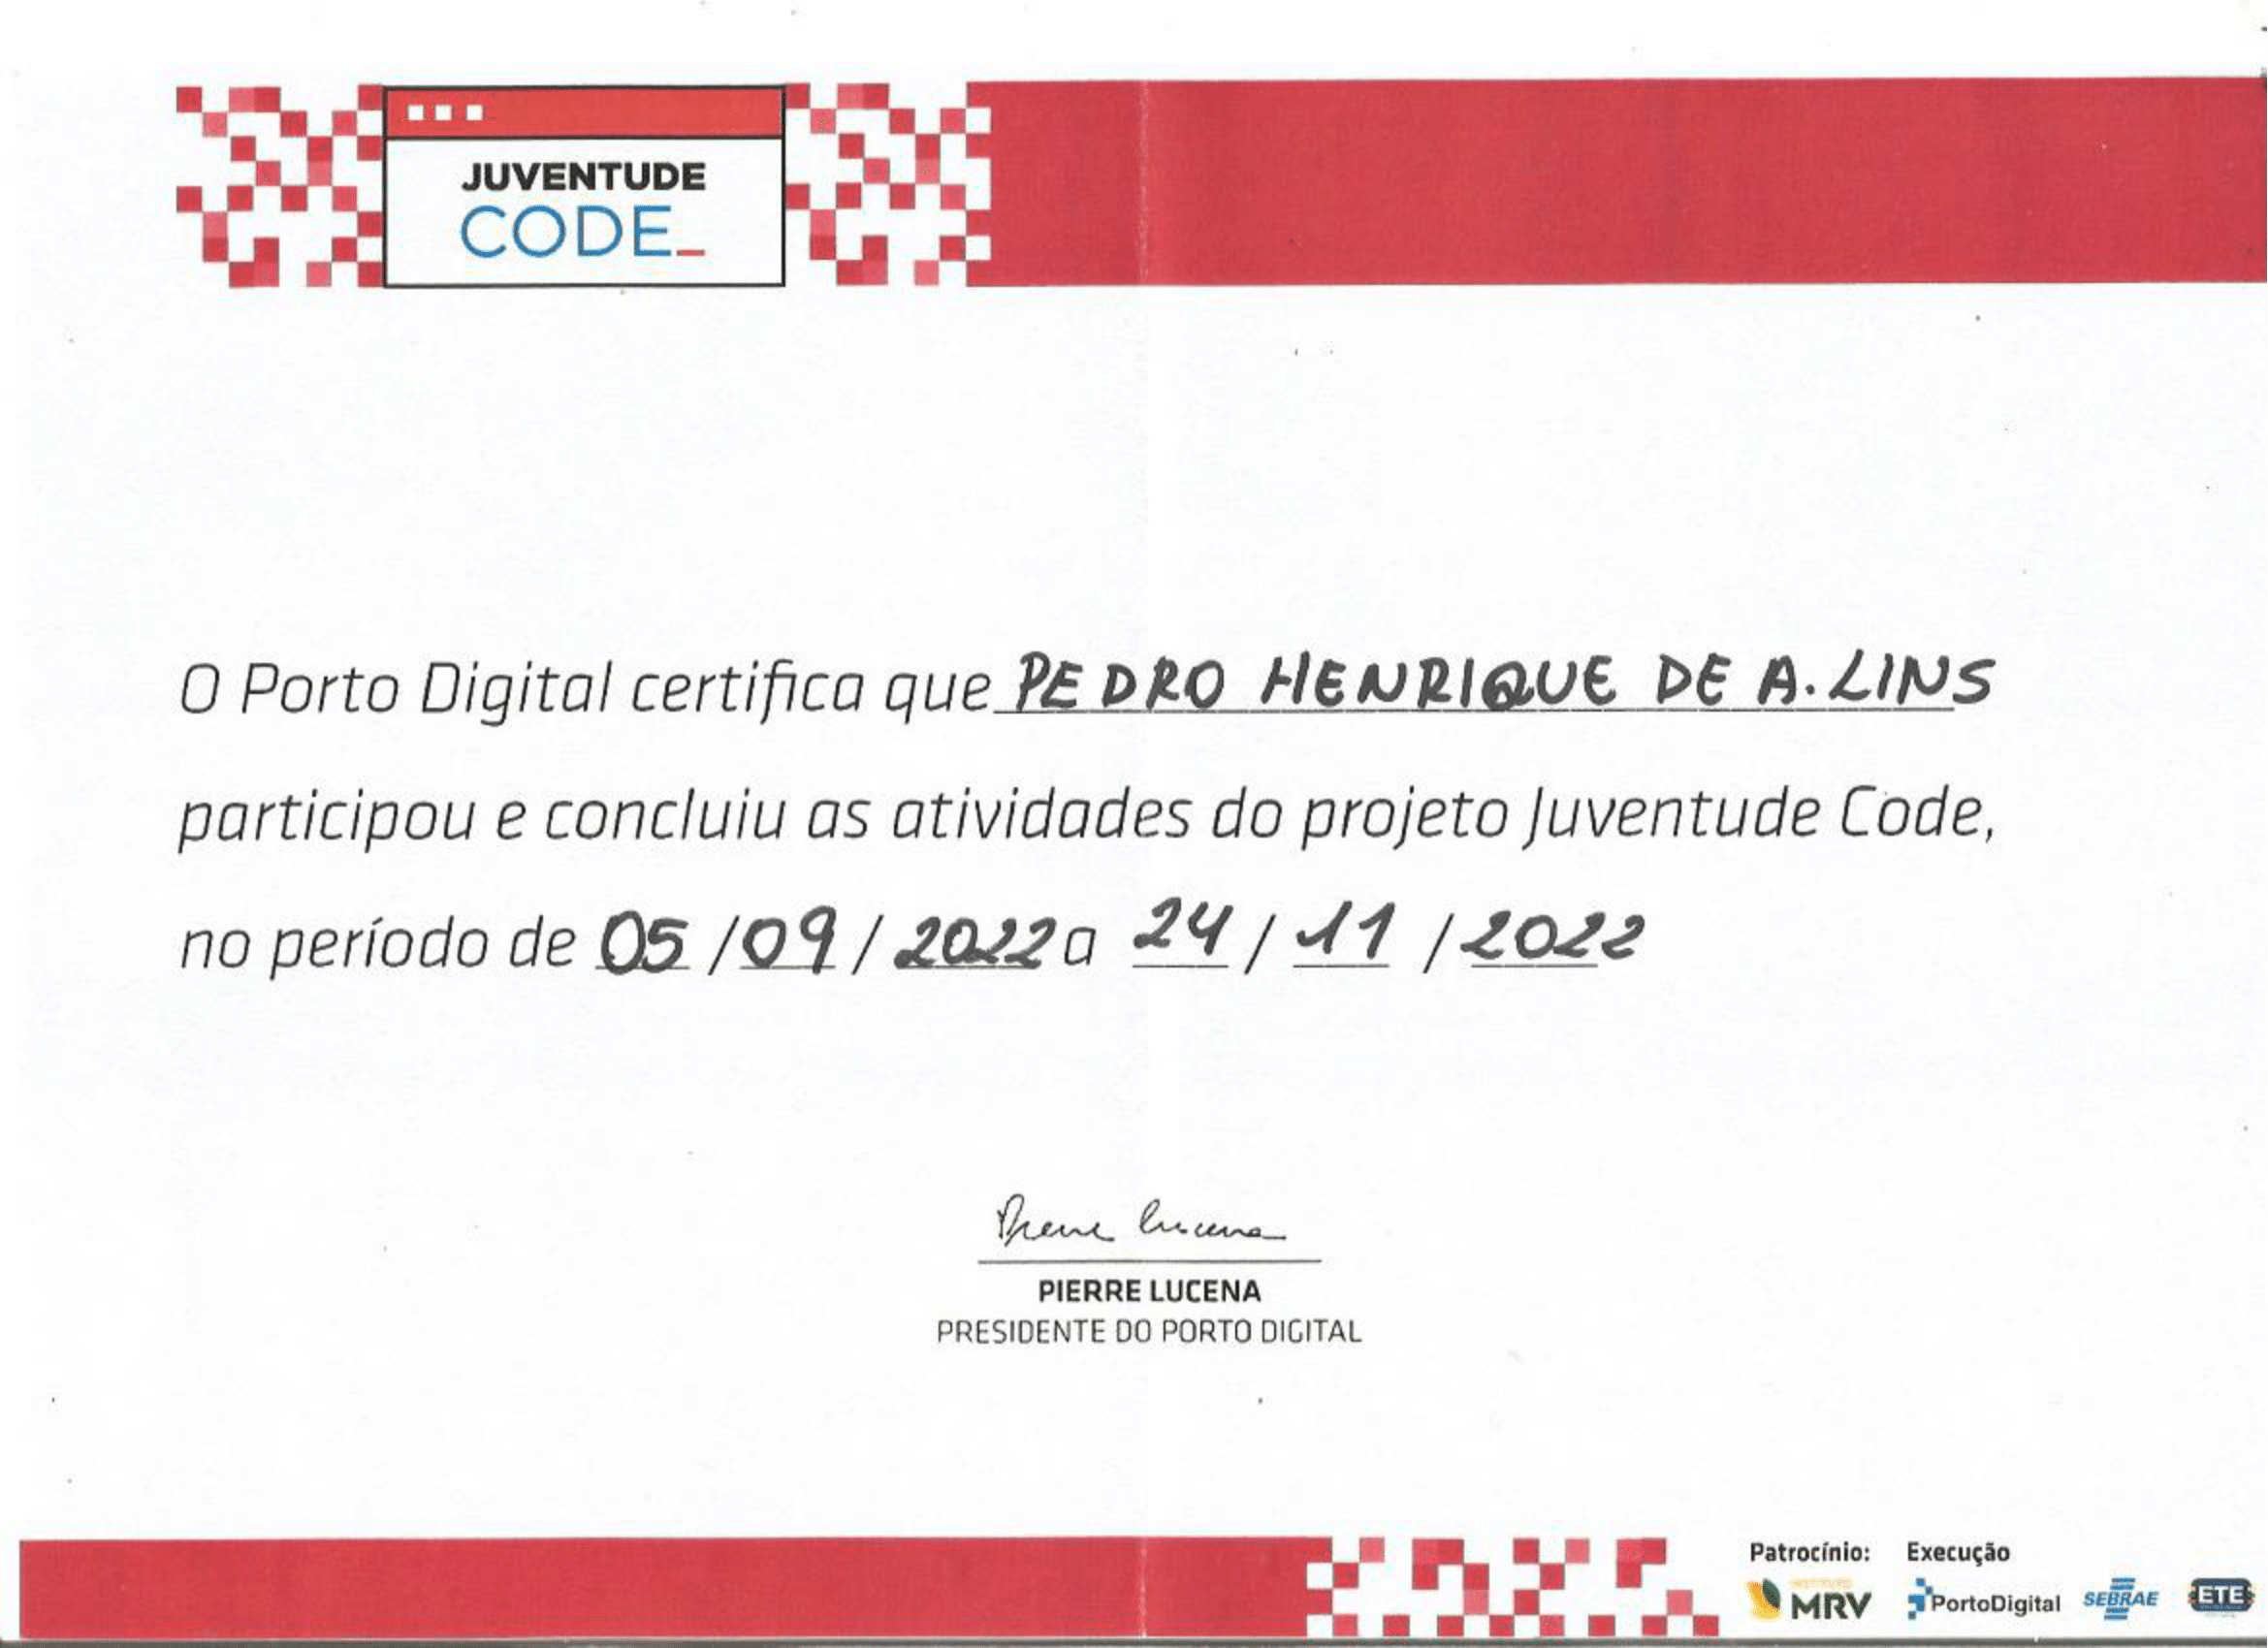 JUVENTUDE
CODE_
O Porto Digital certifica que PEDRO HENRIQUE DE A. LINS
participou e concluiu as atividades do projeto Juventude Code,
no período de 05/09/2022 a 24/11/2022
Pierre Lucena
PIERRE LUCENA
PRESIDENTE DO PORTO DIGITAL
Patrocínio: Execução
INSTITUTO
MRV PortoDigital SEBRAE ETE